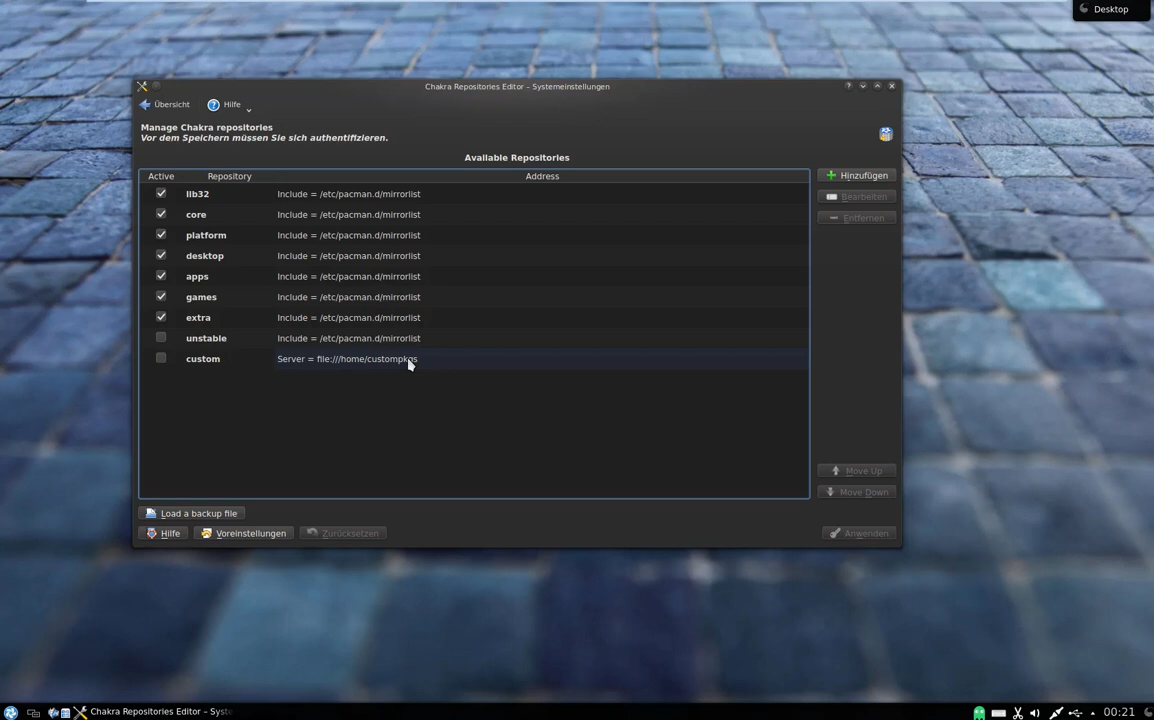 Desktop
Chakra Repositories Editor – Systemeinstellungen
Übersicht Hilfe
Manage Chakra repositories
Vor dem Speichern müssen Sie sich authentifizieren.
Available Repositories
Active Repository Address
lib32 Include = /etc/pacman.d/mirrorlist
core Include = /etc/pacman.d/mirrorlist
platform Include = /etc/pacman.d/mirrorlist
desktop Include = /etc/pacman.d/mirrorlist
apps Include = /etc/pacman.d/mirrorlist
games Include = /etc/pacman.d/mirrorlist
extra Include = /etc/pacman.d/mirrorlist
unstable Include = /etc/pacman.d/mirrorlist
custom Server = file:///home/custompkgs
Hinzufügen
Bearbeiten
Entfernen
Move Up
Move Down
Load a backup file
Hilfe Voreinstellungen Zurücksetzen Anwenden
Chakra Repositories Editor – Syste 00:21